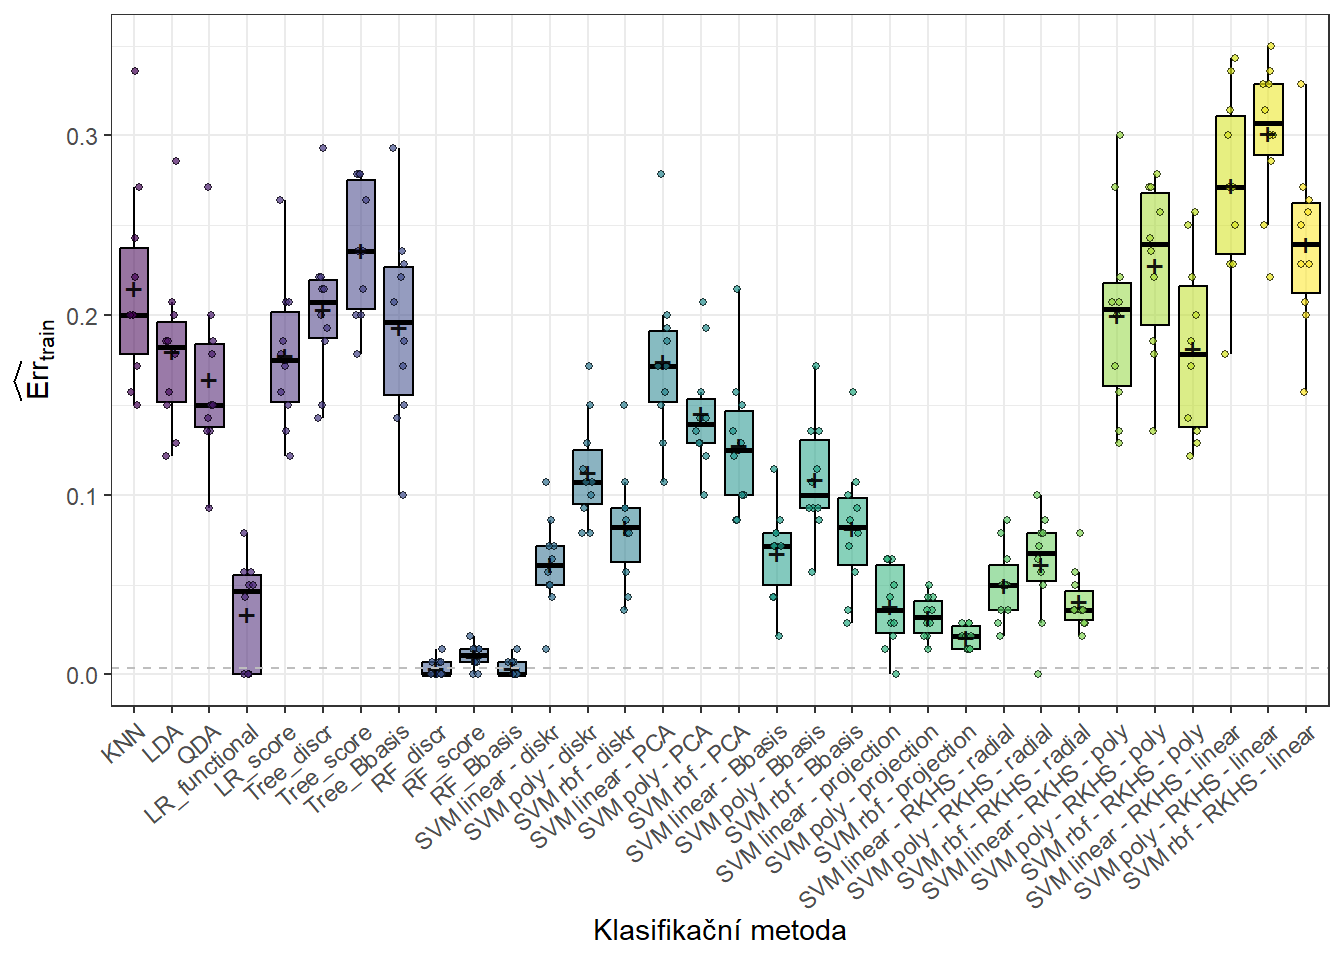 0.3
0.2
0.1
0.0
Err train
KNN
LDA
QDA
LR_functional
LR_score
Tree_discr
Tree_score
Tree_Bbasis
RF_discr
RF_score
RF_Bbasis
SVM linear - diskr
SVM poly - diskr
SVM rbf - diskr
SVM linear - PCA
SVM poly - PCA
SVM rbf - PCA
SVM linear - Bbasis
SVM poly - Bbasis
SVM rbf - Bbasis
SVM linear - projection
SVM poly - projection
SVM rbf - projection
SVM linear - RKHS - radial
SVM poly - RKHS - radial
SVM rbf - RKHS - radial
SVM linear - RKHS - poly
SVM poly - RKHS - poly
SVM rbf - RKHS - poly
SVM linear - RKHS - linear
SVM poly - RKHS - linear
SVM rbf - RKHS - linear
Klasifikační metoda